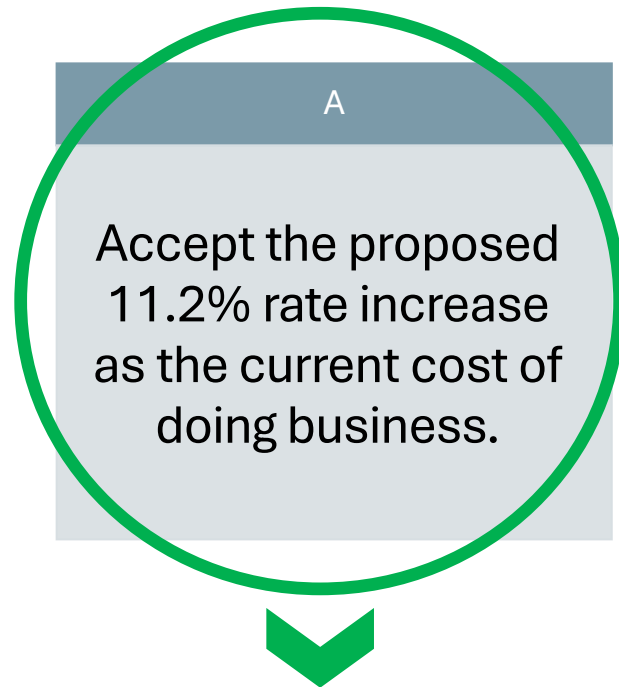 A
Accept the proposed
11.2% rate increase
as the current cost of
doing business.